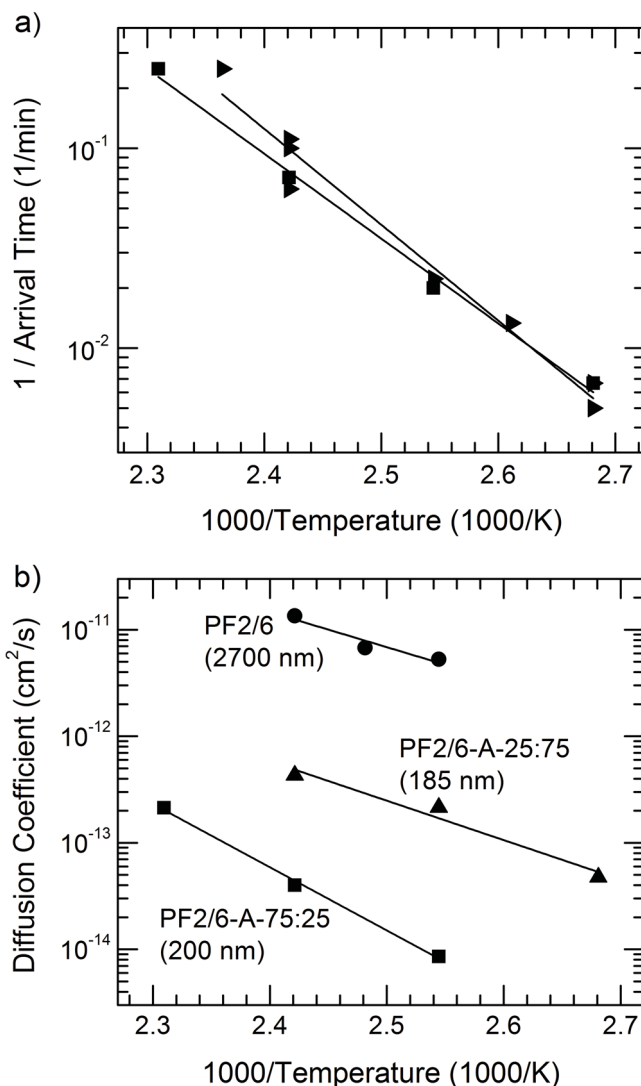 a)
10⁻¹
10⁻²
1 / Arrival Time (1/min)
2.3 2.4 2.5 2.6 2.7
1000/Temperature (1000/K)
b)
10⁻¹¹
10⁻¹²
10⁻¹³
10⁻¹⁴
Diffusion Coefficient (cm²/s)
PF2/6
(2700 nm)
PF2/6-A-25:75
(185 nm)
PF2/6-A-75:25
(200 nm)
2.3 2.4 2.5 2.6 2.7
1000/Temperature (1000/K)